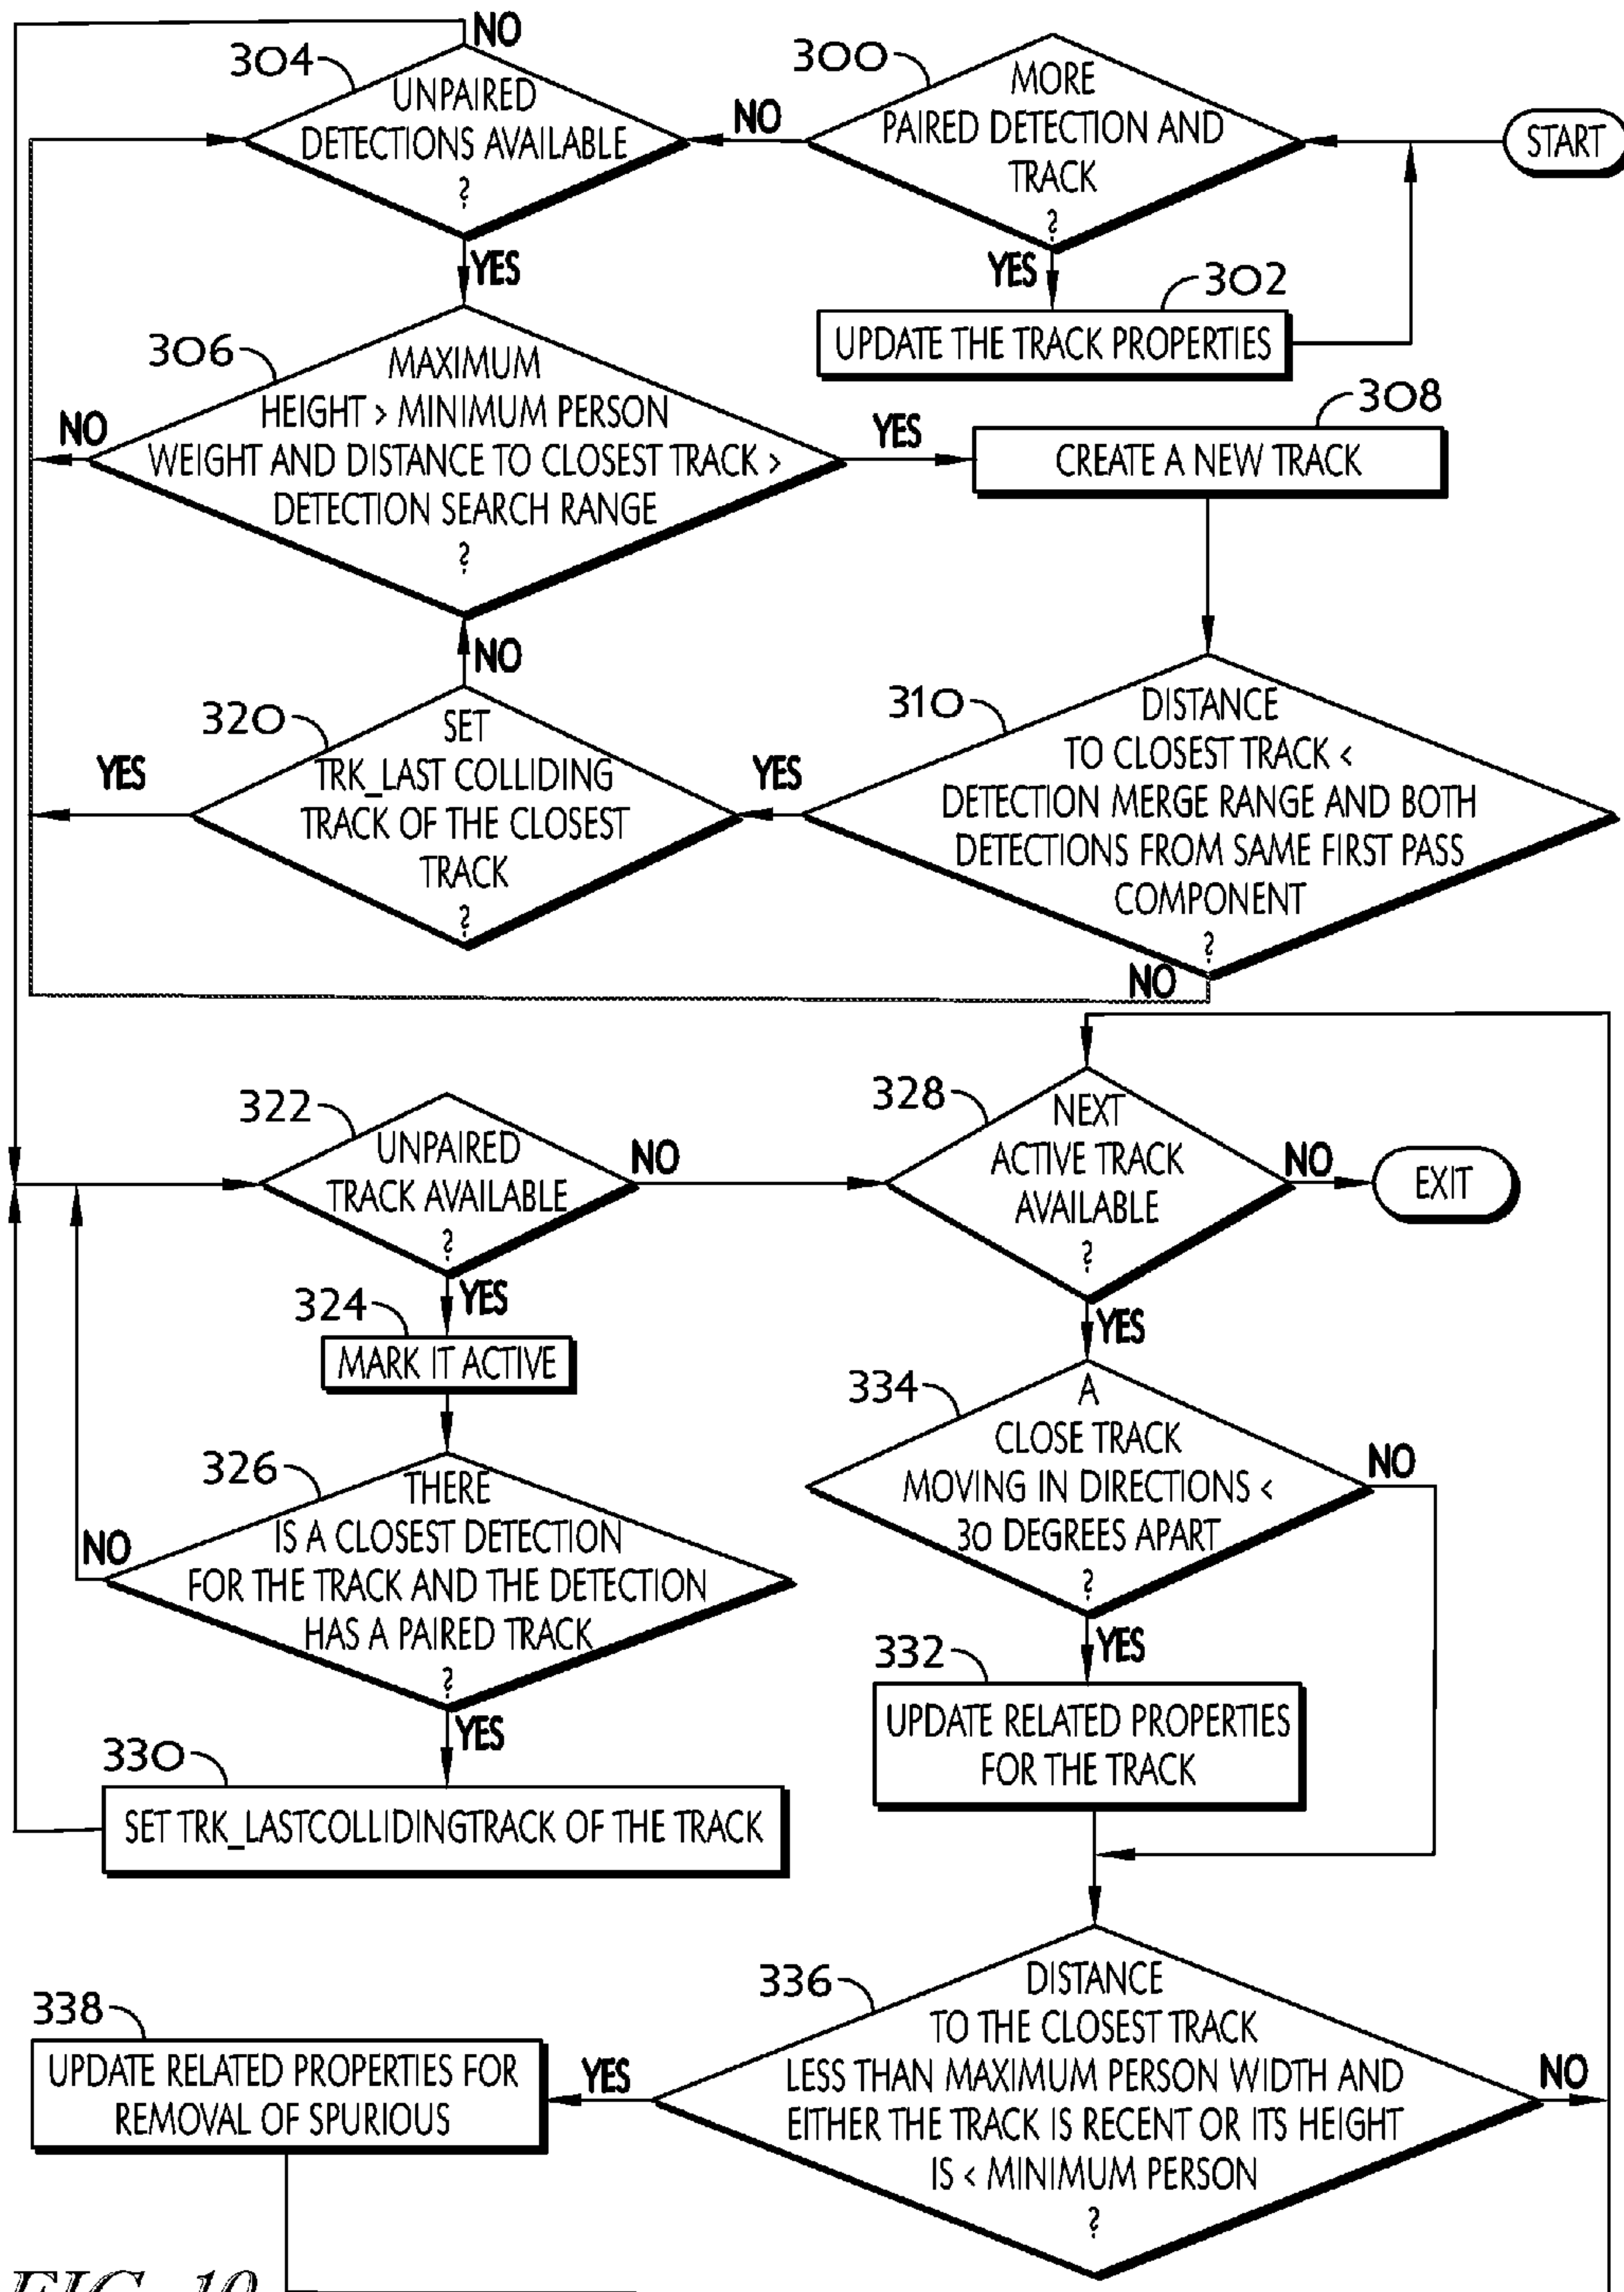 NO
304
UNPAIRED
DETECTIONS AVAILABLE
?
YES
300
MORE
PAIRED DETECTION AND
TRACK
?
NO
YES
START
302
UPDATE THE TRACK PROPERTIES
306
MAXIMUM
HEIGHT > MINIMUM PERSON
WEIGHT AND DISTANCE TO CLOSEST TRACK >
DETECTION SEARCH RANGE
?
NO
YES
308
CREATE A NEW TRACK
NO
320
SET
TRK_LAST COLLIDING
TRACK OF THE CLOSEST
TRACK
?
YES
YES
310
DISTANCE
TO CLOSEST TRACK <
DETECTION MERGE RANGE AND BOTH
DETECTIONS FROM SAME FIRST PASS
COMPONENT
?
NO
322
UNPAIRED
TRACK AVAILABLE
?
NO
YES
328
NEXT
ACTIVE TRACK
AVAILABLE
?
NO
EXIT
YES
324
MARK IT ACTIVE
326
THERE
IS A CLOSEST DETECTION
FOR THE TRACK AND THE DETECTION
HAS A PAIRED TRACK
?
NO
YES
330
SET TRK_LASTCOLLIDINGTRACK OF THE TRACK
334
A
CLOSE TRACK
MOVING IN DIRECTIONS <
30 DEGREES APART
?
NO
YES
332
UPDATE RELATED PROPERTIES
FOR THE TRACK
336
DISTANCE
TO THE CLOSEST TRACK
LESS THAN MAXIMUM PERSON WIDTH AND
EITHER THE TRACK IS RECENT OR ITS HEIGHT
IS < MINIMUM PERSON
?
YES
NO
338
UPDATE RELATED PROPERTIES FOR
REMOVAL OF SPURIOUS
FIG. 10